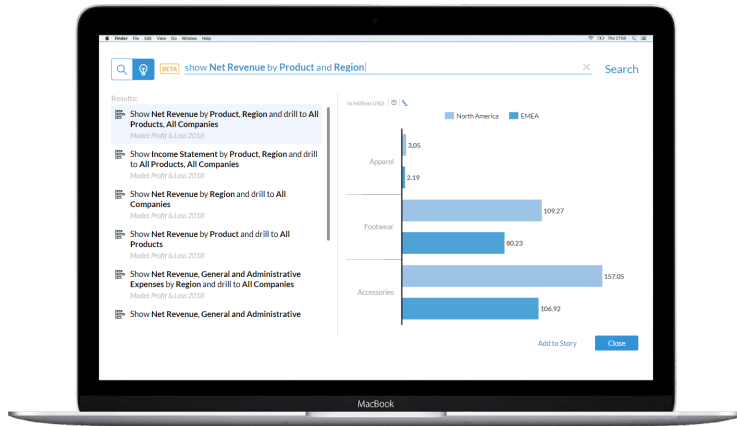 Finder File Edit View Go Window Help
Thu 21:56
BETA show Net Revenue by Product and Region
Search
Results:
Show Net Revenue by Product, Region and drill to All
Products, All Companies
Model: Profit & Loss 2018
Show Income Statement by Product, Region and drill
to All Products, All Companies
Model: Profit & Loss 2018
Show Net Revenue by Region and drill to All
Companies
Model: Profit & Loss 2018
Show Net Revenue by Product and drill to All
Products
Model: Profit & Loss 2018
Show Net Revenue, General and Administrative
Expenses by Region and drill to All Companies
Model: Profit & Loss 2018
Show Net Revenue, General and Administrative
in Million USD
North America
EMEA
Apparel
3.05
2.19
Footwear
109.27
80.23
Accessories
157.05
106.92
Add to Story
Close
MacBook